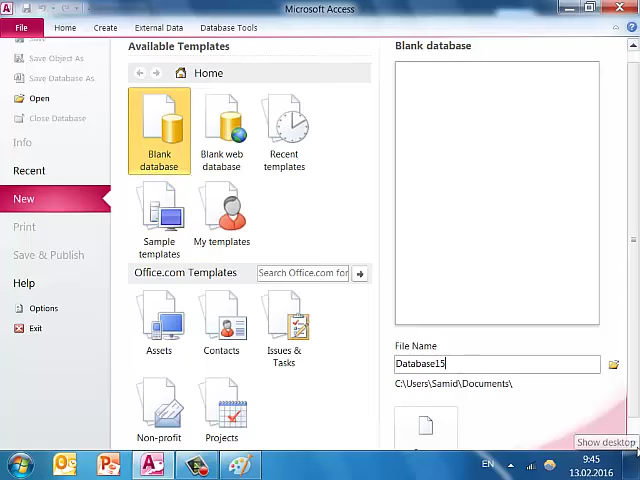 Microsoft Access
File Home Create External Data Database Tools
Save Object As
Save Database As
Open
Close Database
Info
Recent
New
Print
Save & Publish
Help
Options
Exit
Available Templates
Home
Blank database
Blank web database
Recent templates
Sample templates
My templates
Office.com Templates
Search Office.com for
Assets
Contacts
Issues & Tasks
Non-profit
Projects
Blank database
File Name
Database15
C:\Users\Samid\Documents\
Show desktop
EN
9:45
13.02.2016